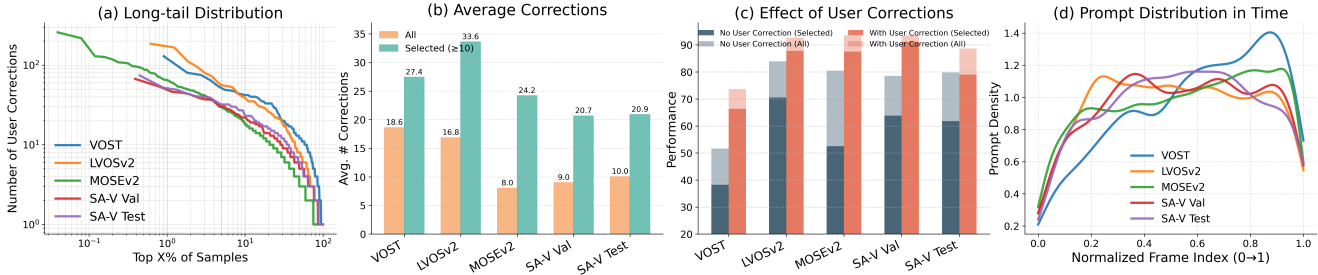 (a) Long-tail Distribution
Number of User Corrections
10²
10¹
10⁰
VOST
LVOSv2
MOSEv2
SA-V Val
SA-V Test
10⁻¹
10⁰
10¹
10²
Top X% of Samples
(b) Average Corrections
Avg. # Corrections
35
30
25
20
15
10
5
0
All
Selected (≥10)
18.6
27.4
16.8
33.6
8.0
24.2
9.0
20.7
10.0
20.9
VOST
LVOSv2
MOSEv2
SA-V Val
SA-V Test
(c) Effect of User Corrections
Performance
90
80
70
60
50
40
30
20
No User Correction (Selected)
No User Correction (All)
With User Correction (Selected)
With User Correction (All)
VOST
LVOSv2
MOSEv2
SA-V Val
SA-V Test
(d) Prompt Distribution in Time
Prompt Density
1.4
1.2
1.0
0.8
0.6
0.4
0.2
VOST
LVOSv2
MOSEv2
SA-V Val
SA-V Test
0.0
0.2
0.4
0.6
0.8
1.0
Normalized Frame Index (0→1)